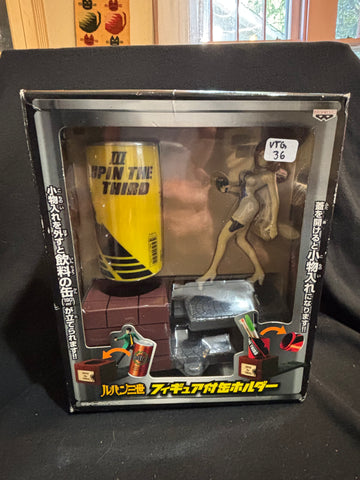 BANPRESTO
VTG
36
III
LUPIN THE
THIRD
小物入れを外すと飲料の缶が立てられます!!
蓋を開けると小物入れになります!!
ルパン三世 フィギュア付缶ホルダー